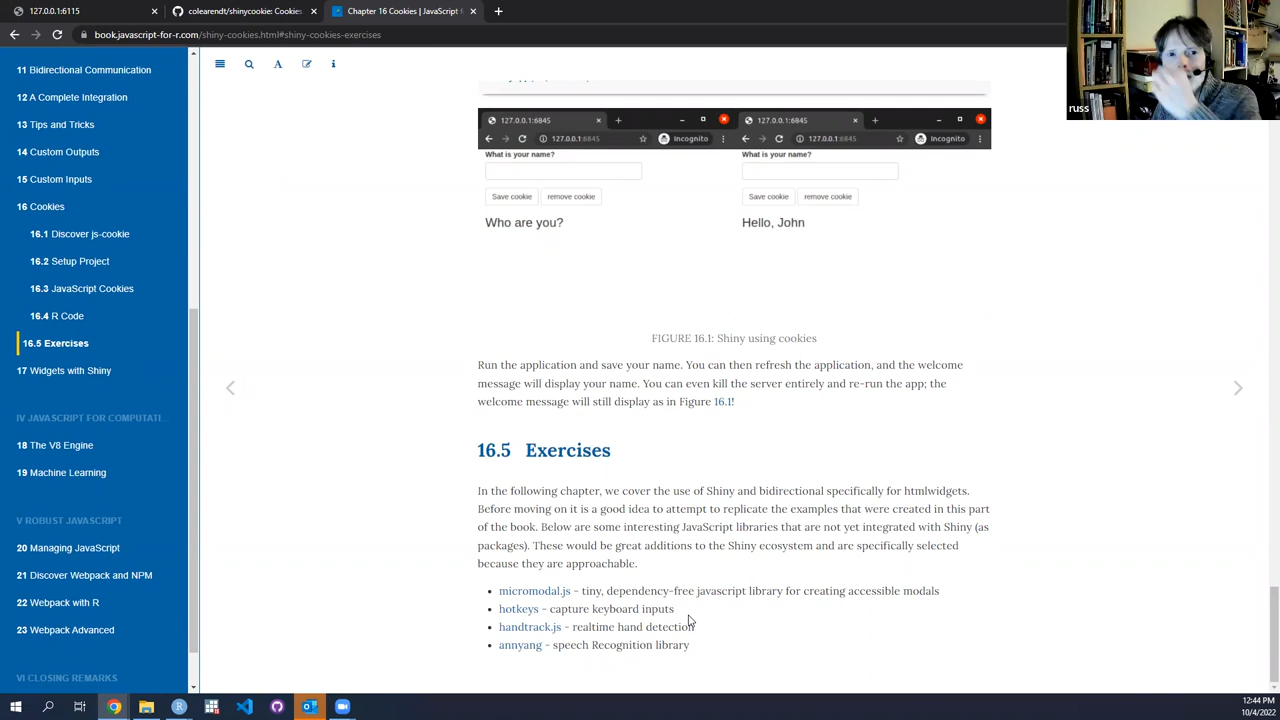 127.0.0.1:6115
colearndt/shinycookie: Cookies
Chapter 16 Cookies | JavaScript f
book.javascript-for-r.com/shiny-cookies.html#shiny-cookies-exercises
russ
11 Bidirectional Communication
12 A Complete Integration
13 Tips and Tricks
14 Custom Outputs
15 Custom Inputs
16 Cookies
16.1 Discover js-cookie
16.2 Setup Project
16.3 JavaScript Cookies
16.4 R Code
16.5 Exercises
17 Widgets with Shiny
IV JAVASCRIPT FOR COMPUTATI...
18 The V8 Engine
19 Machine Learning
V ROBUST JAVASCRIPT
20 Managing JavaScript
21 Discover Webpack and NPM
22 Webpack with R
23 Webpack Advanced
VI CLOSING REMARKS
127.0.0.1:6845
127.0.0.1:6845
127.0.0.1:6845
Incognito
127.0.0.1:6845
Incognito
What is your name?
What is your name?
Save cookie
remove cookie
Save cookie
remove cookie
Who are you?
Hello, John
FIGURE 16.1: Shiny using cookies
Run the application and save your name. You can then refresh the application, and the welcome
message will display your name. You can even kill the server entirely and re-run the app; the
welcome message will still display as in Figure 16.1!
16.5 Exercises
In the following chapter, we cover the use of Shiny and bidirectional specifically for htmlwidgets.
Before moving on it is a good idea to attempt to replicate the examples that were created in this part
of the book. Below are some interesting JavaScript libraries that are not yet integrated with Shiny (as
packages). These would be great additions to the Shiny ecosystem and are specifically selected
because they are approachable.
• micromodal.js - tiny, dependency-free javascript library for creating accessible modals
• hotkeys - capture keyboard inputs
• handtrack.js - realtime hand detection
• annyang - speech Recognition library
12:44 PM
10/4/2022